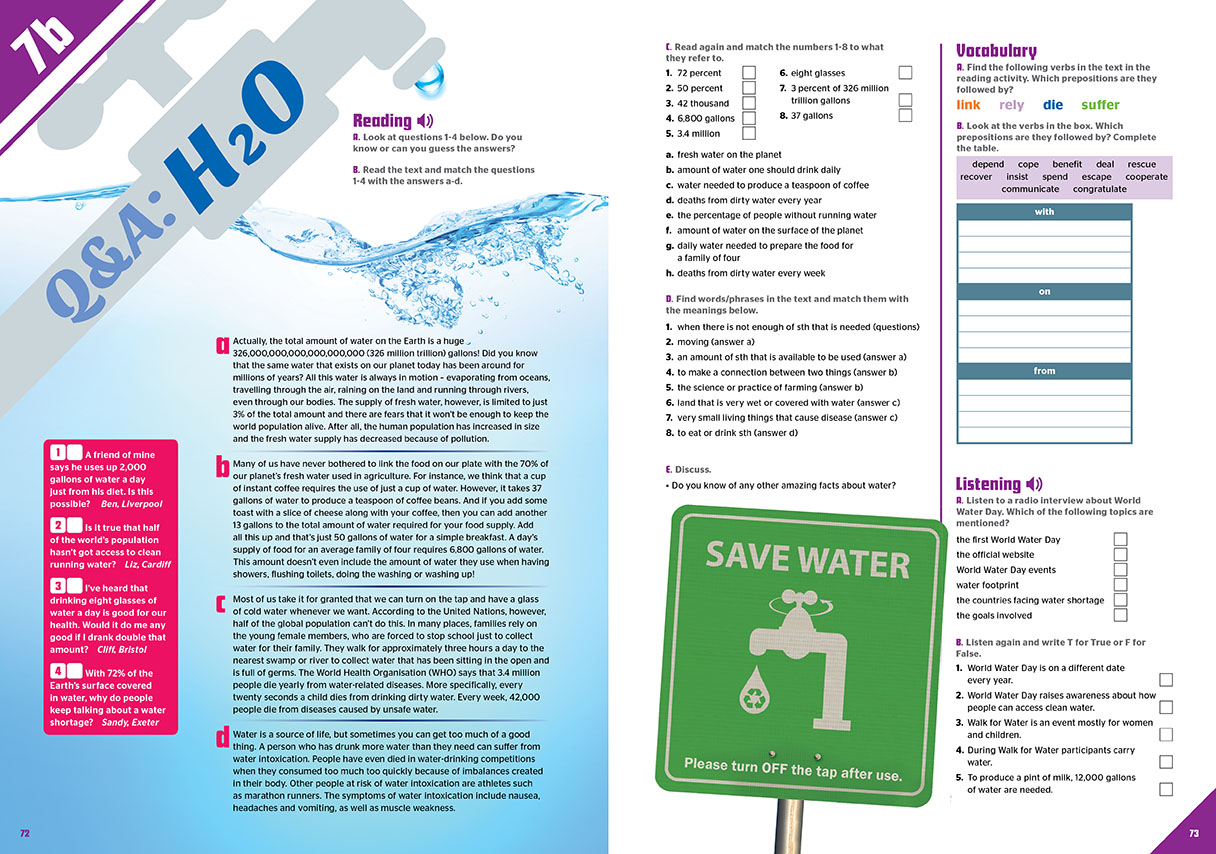 7b
Q&A: H2O
Reading
A. Look at questions 1-4 below. Do you
know or can you guess the answers?
B. Read the text and match the questions
1-4 with the answers a-d.
1 A friend of mine
says he uses up 2,000
gallons of water a day
just from his diet. Is this
possible? Ben, Liverpool
2 Is it true that half
of the world's population
hasn't got access to clean
running water? Liz, Cardiff
3 I've heard that
drinking eight glasses of
water a day is good for our
health. Would it do me any
good if I drank double that
amount? Cliff, Bristol
4 With 72% of the
Earth's surface covered
in water, why do people
keep talking about a water
shortage? Sandy, Exeter
a Actually, the total amount of water on the Earth is a huge
326,000,000,000,000,000,000 (326 million trillion) gallons! Did you know
that the same water that exists on our planet today has been around for
millions of years? All this water is always in motion – evaporating from oceans,
travelling through the air, raining on the land and running through rivers,
even through our bodies. The supply of fresh water, however, is limited to just
3% of the total amount and there are fears that it won't be enough to keep the
world population alive. After all, the human population has increased in size
and the fresh water supply has decreased because of pollution.
b Many of us have never bothered to link the food on our plate with the 70% of
our planet's fresh water used in agriculture. For instance, we think that a cup
of instant coffee requires the use of just a cup of water. However, it takes 37
gallons of water to produce a teaspoon of coffee beans. And if you add some
toast with a slice of cheese along with your coffee, then you can add another
13 gallons to the total amount of water required for your food supply. Add
all this up and that's just 50 gallons of water for a simple breakfast. A day's
supply of food for an average family of four requires 6,800 gallons of water.
This amount doesn't even include the amount of water they use when having
showers, flushing toilets, doing the washing or washing up!
c Most of us take it for granted that we can turn on the tap and have a glass
of cold water whenever we want. According to the United Nations, however,
half of the global population can't do this. In many places, families rely on
the young female members, who are forced to stop school just to collect
water for their family. They walk for approximately three hours a day to the
nearest swamp or river to collect water that has been sitting in the open and
is full of germs. The World Health Organisation (WHO) says that 3.4 million
people die yearly from water-related diseases. More specifically, every
twenty seconds a child dies from drinking dirty water. Every week, 42,000
people die from diseases caused by unsafe water.
d Water is a source of life, but sometimes you can get too much of a good
thing. A person who has drunk more water than they need can suffer from
water intoxication. People have even died in water-drinking competitions
when they consumed too much too quickly because of imbalances created
in their body. Other people at risk of water intoxication are athletes such
as marathon runners. The symptoms of water intoxication include nausea,
headaches and vomiting, as well as muscle weakness.
72
C. Read again and match the numbers 1-8 to what
they refer to.
1. 72 percent
2. 50 percent
3. 42 thousand
4. 6,800 gallons
5. 3.4 million
6. eight glasses
7. 3 percent of 326 million
trillion gallons
8. 37 gallons
a. fresh water on the planet
b. amount of water one should drink daily
c. water needed to produce a teaspoon of coffee
d. deaths from dirty water every year
e. the percentage of people without running water
f. amount of water on the surface of the planet
g. daily water needed to prepare the food for
a family of four
h. deaths from dirty water every week
D. Find words/phrases in the text and match them with
the meanings below.
1. when there is not enough of sth that is needed (questions)
2. moving (answer a)
3. an amount of sth that is available to be used (answer a)
4. to make a connection between two things (answer b)
5. the science or practice of farming (answer b)
6. land that is very wet or covered with water (answer c)
7. very small living things that cause disease (answer c)
8. to eat or drink sth (answer d)
E. Discuss.
• Do you know of any other amazing facts about water?
SAVE WATER
Please turn OFF the tap after use.
Vocabulary
A. Find the following verbs in the text in the
reading activity. Which prepositions are they
followed by?
link rely die suffer
B. Look at the verbs in the box. Which
prepositions are they followed by? Complete
the table.
depend cope benefit deal rescue
recover insist spend escape cooperate
communicate congratulate
with
on
from
Listening
A. Listen to a radio interview about World
Water Day. Which of the following topics are
mentioned?
the first World Water Day
the official website
World Water Day events
water footprint
the countries facing water shortage
the goals involved
B. Listen again and write T for True or F for
False.
1. World Water Day is on a different date
every year.
2. World Water Day raises awareness about how
people can access clean water.
3. Walk for Water is an event mostly for women
and children.
4. During Walk for Water participants carry
water.
5. To produce a pint of milk, 12,000 gallons
of water are needed.
73